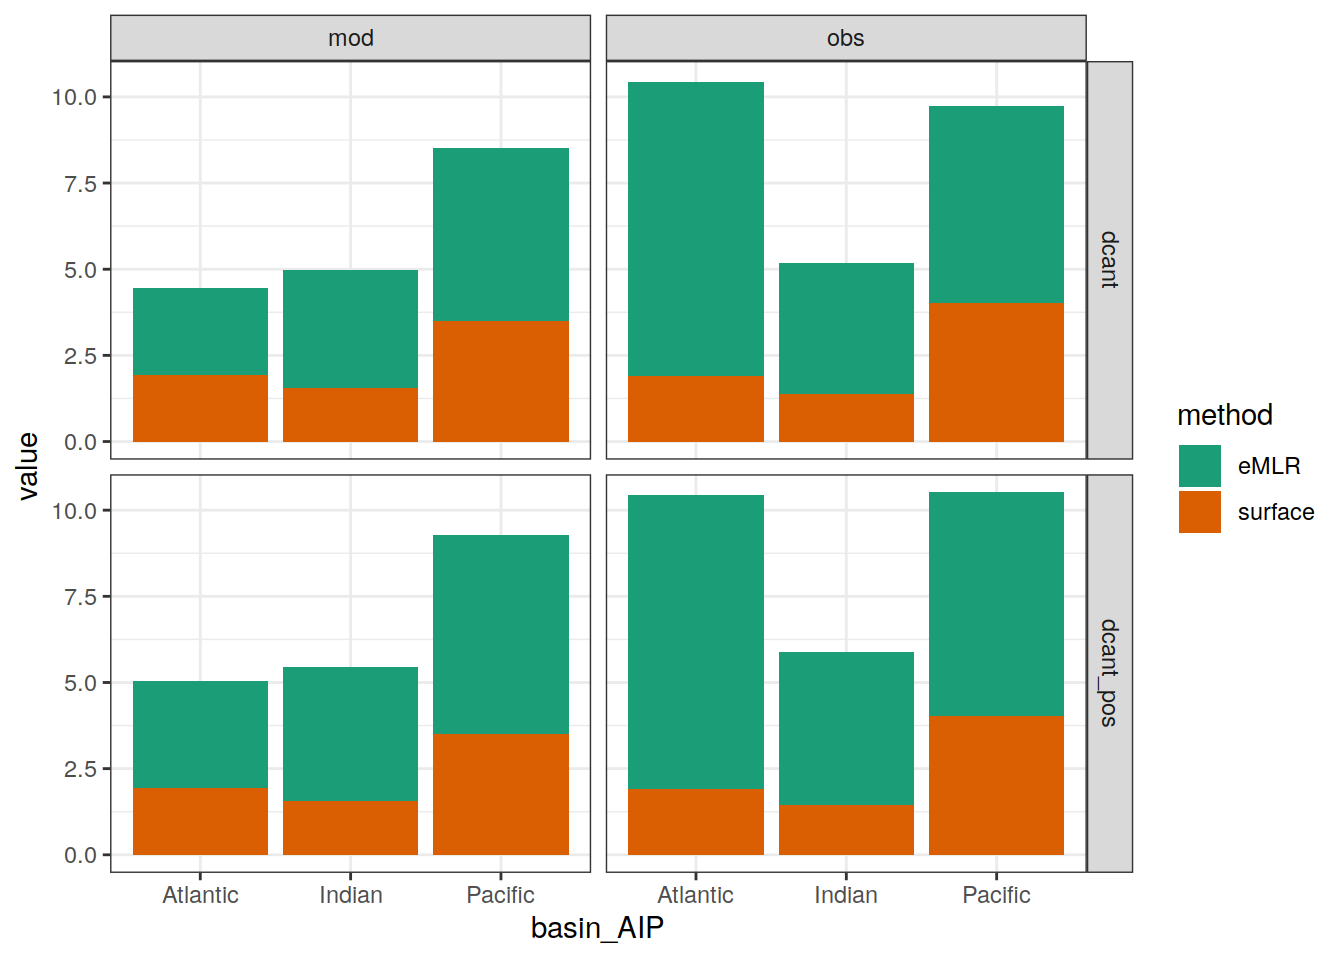 mod
obs
10.0
7.5
5.0
2.5
0.0
dcant
10.0
7.5
5.0
2.5
0.0
dcant_pos
value
Atlantic
Indian
Pacific
Atlantic
Indian
Pacific
basin_AIP
method
eMLR
surface